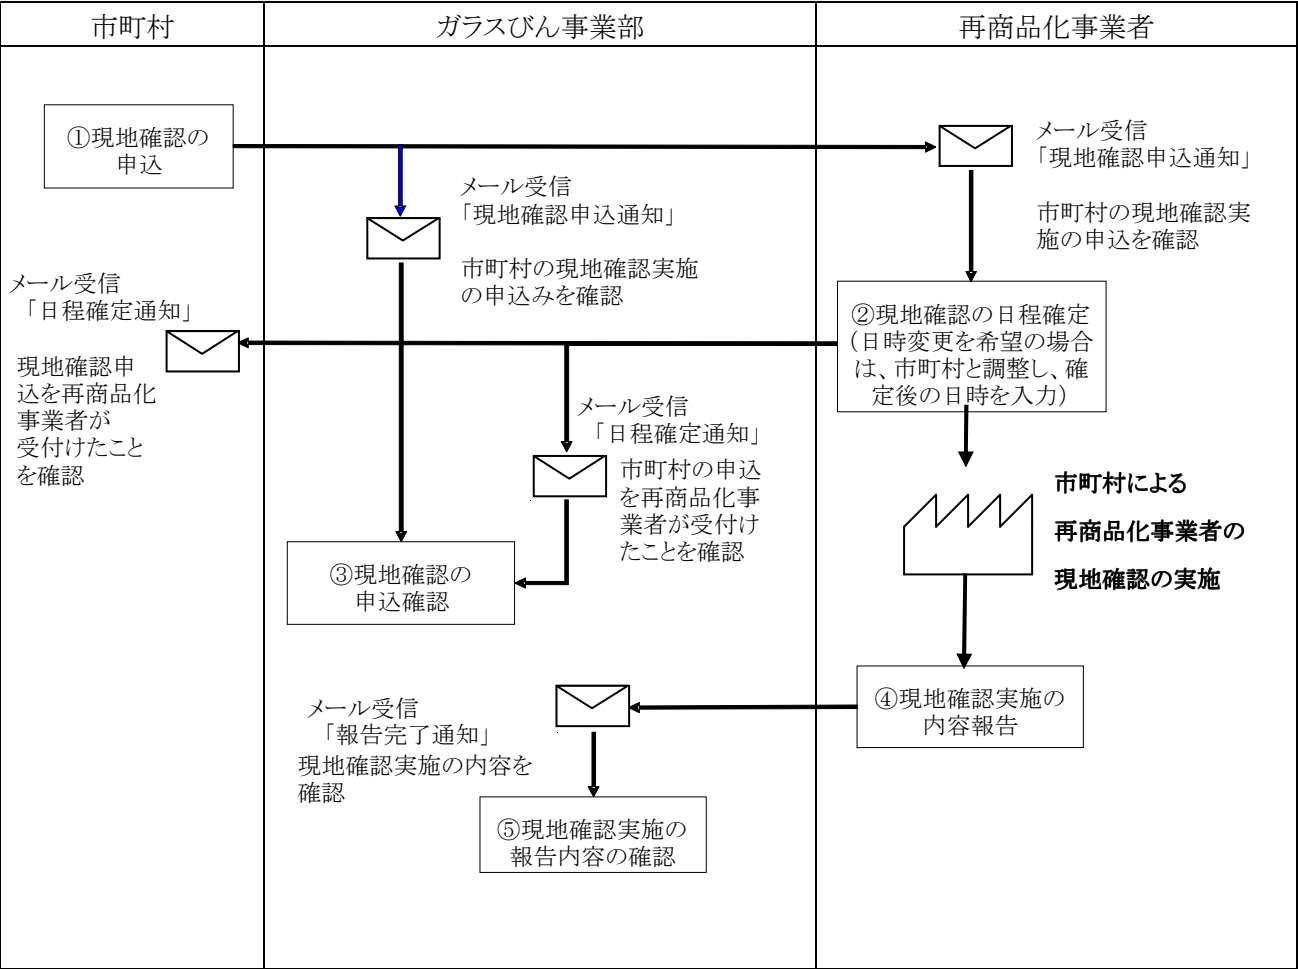 市町村
ガラスびん事業部
再商品化事業者
①現地確認の
申込
メール受信
「現地確認申込通知」
市町村の現地確認実
施の申込を確認
メール受信
「現地確認申込通知」
市町村の現地確認実施
の申込みを確認
メール受信
「日程確定通知」
現地確認申
込を再商品化
事業者が
受付けたこと
を確認
②現地確認の日程確定
（日時変更を希望の場合
は、市町村と調整し、確
定後の日時を入力）
メール受信
「日程確定通知」
市町村の申込
を再商品化事
業者が受付け
たことを確認
市町村による
再商品化事業者の
現地確認の実施
③現地確認の
申込確認
④現地確認実施の
内容報告
メール受信
「報告完了通知」
現地確認実施の内容を
確認
⑤現地確認実施の
報告内容の確認